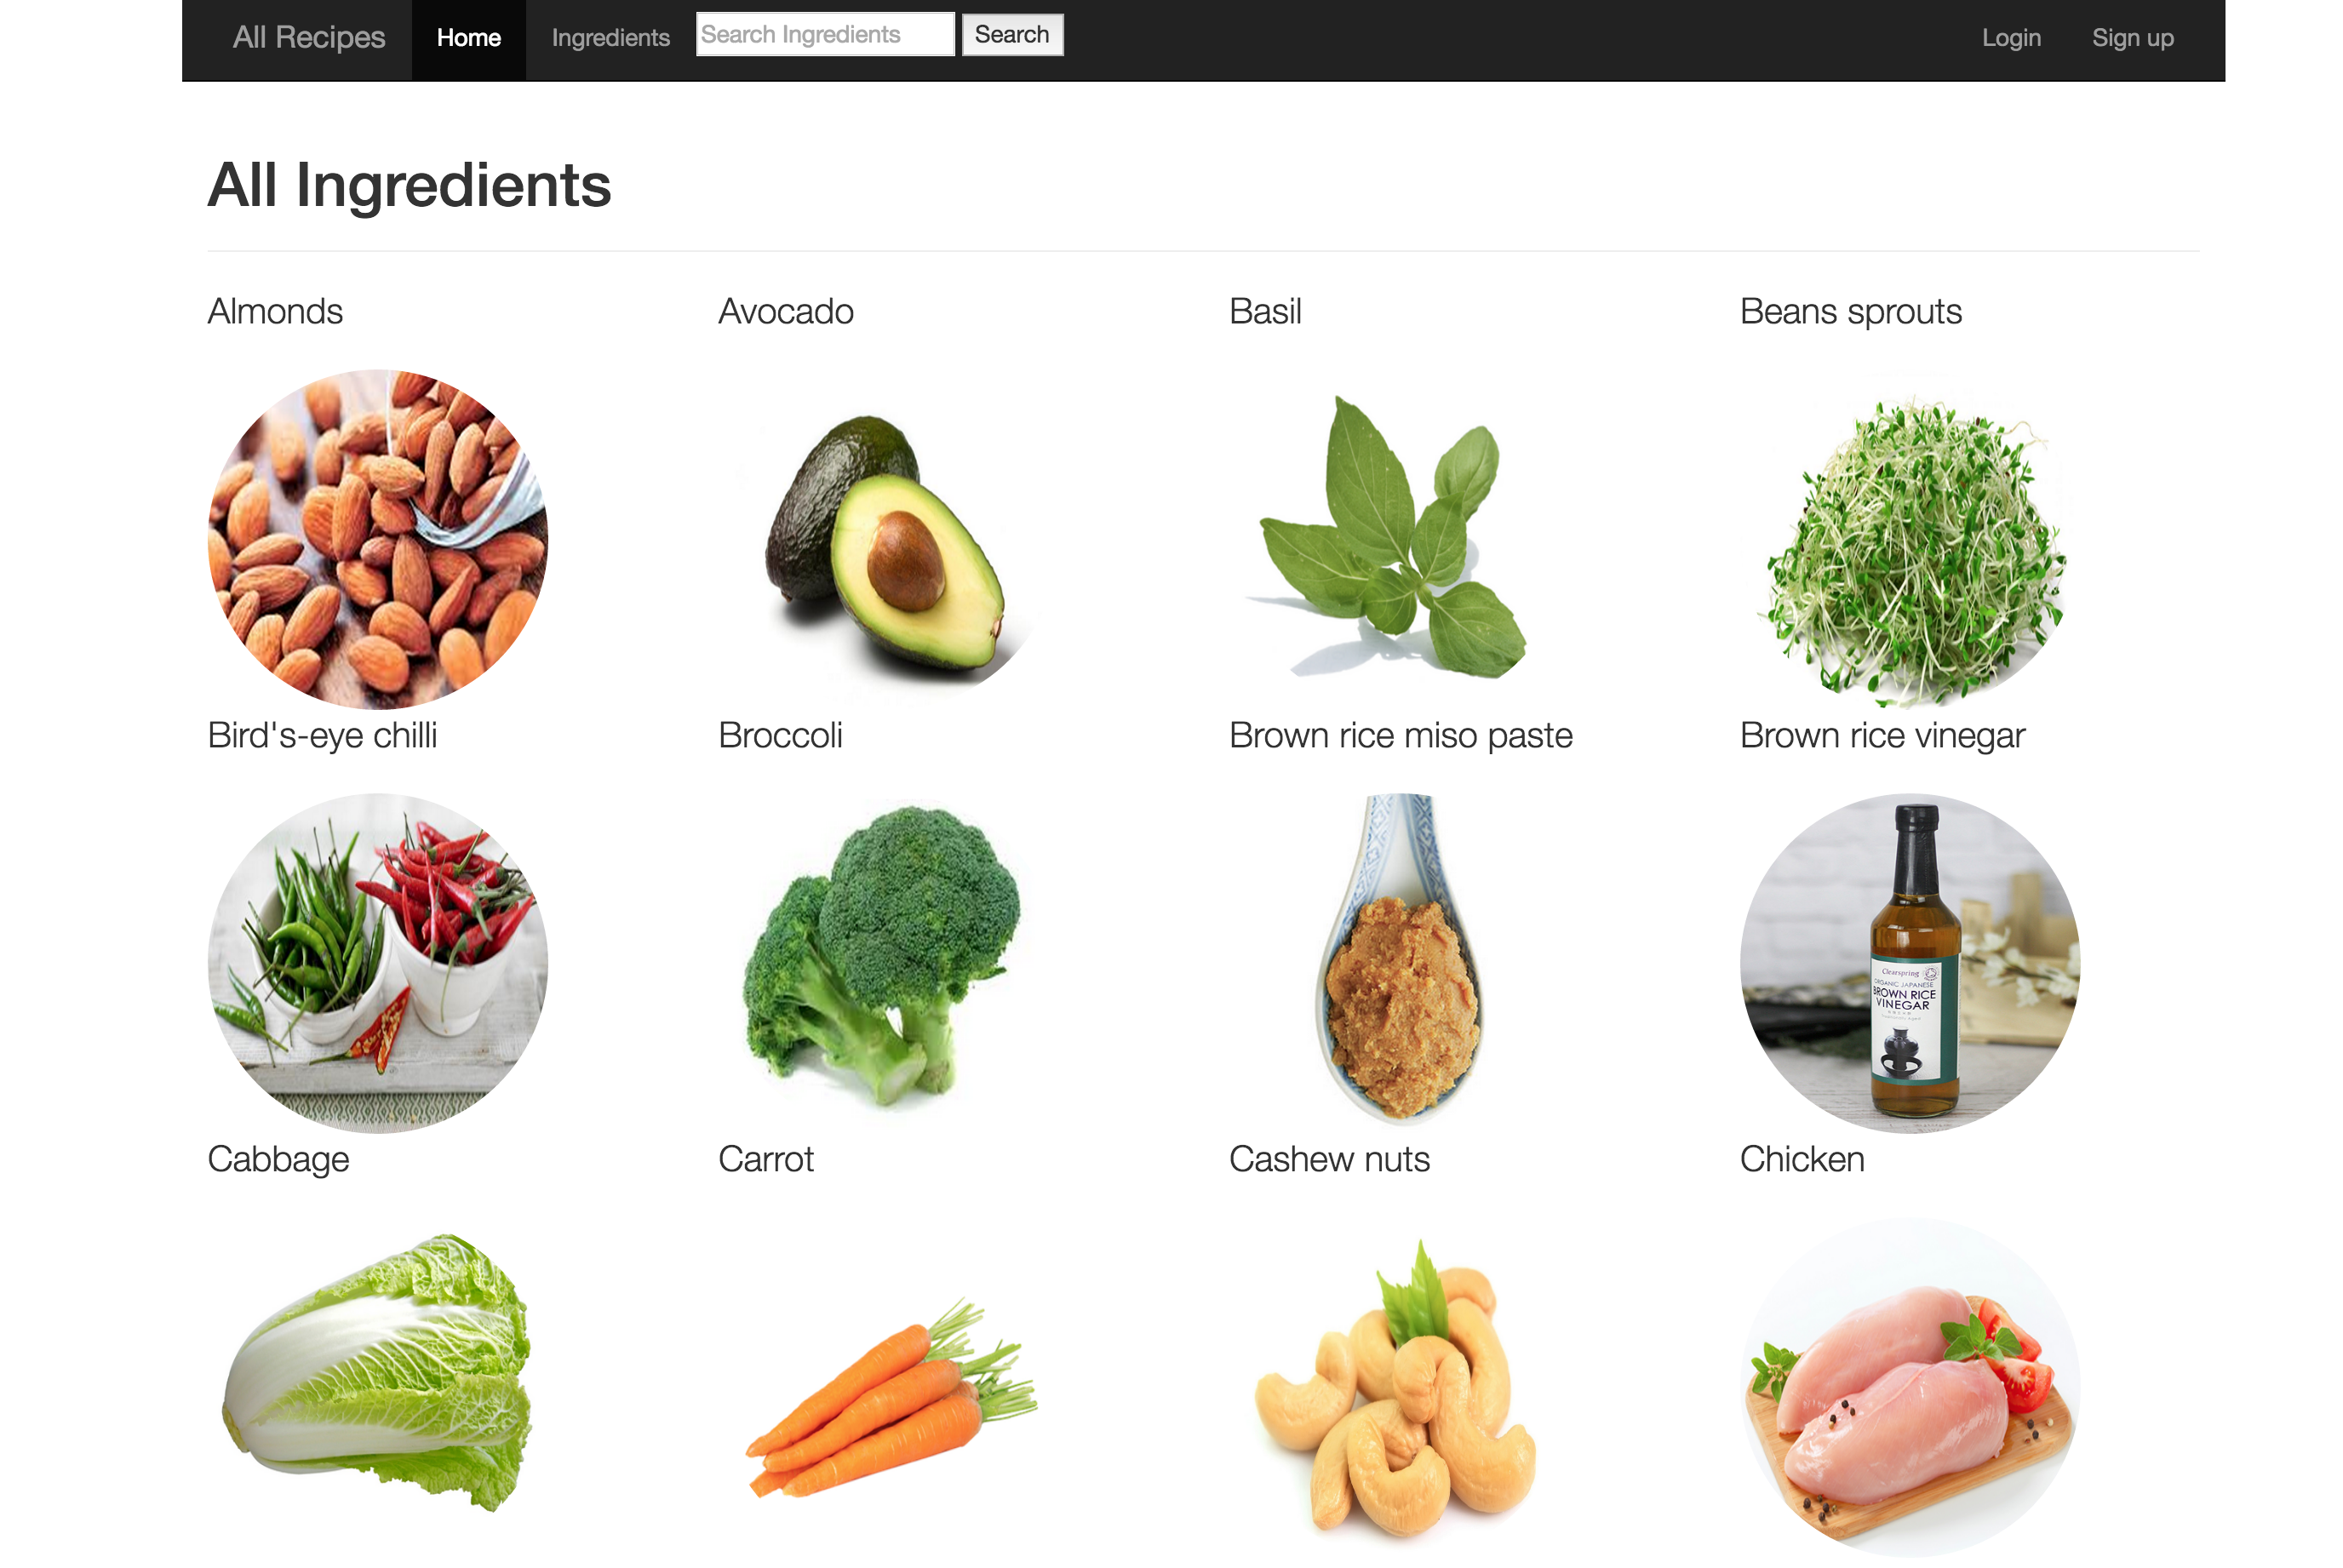 All Recipes Home Ingredients Search Ingredients Search Login Sign up
All Ingredients
Almonds Avocado Basil Beans sprouts
Bird's-eye chilli Broccoli Brown rice miso paste Brown rice vinegar
Clearspring
ORGANIC JAPANESE
BROWN RICE
VINEGAR
Cabbage Carrot Cashew nuts Chicken